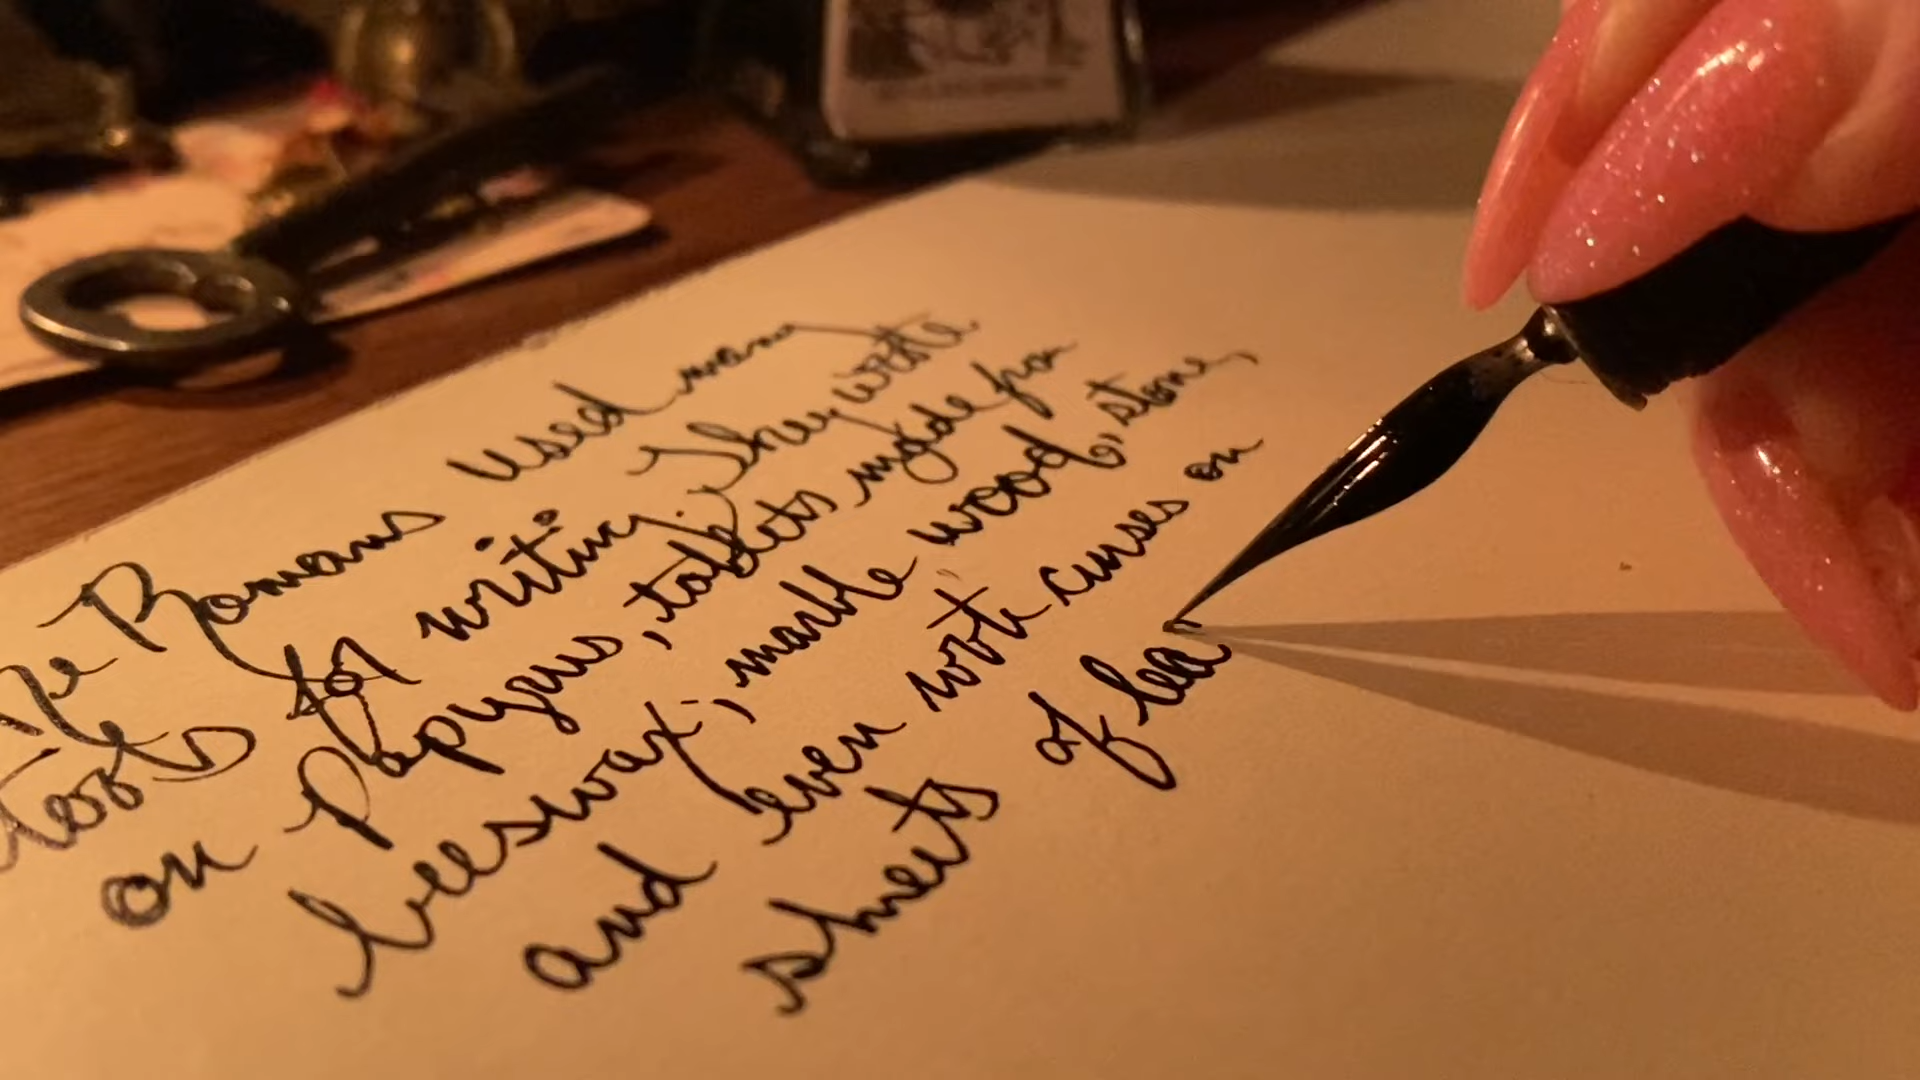 The Romans used many
tools for writing. They wrote
on papyrus, tablets made from
beeswax, marble, wood, stone,
and even wrote curses on
sheets of lea